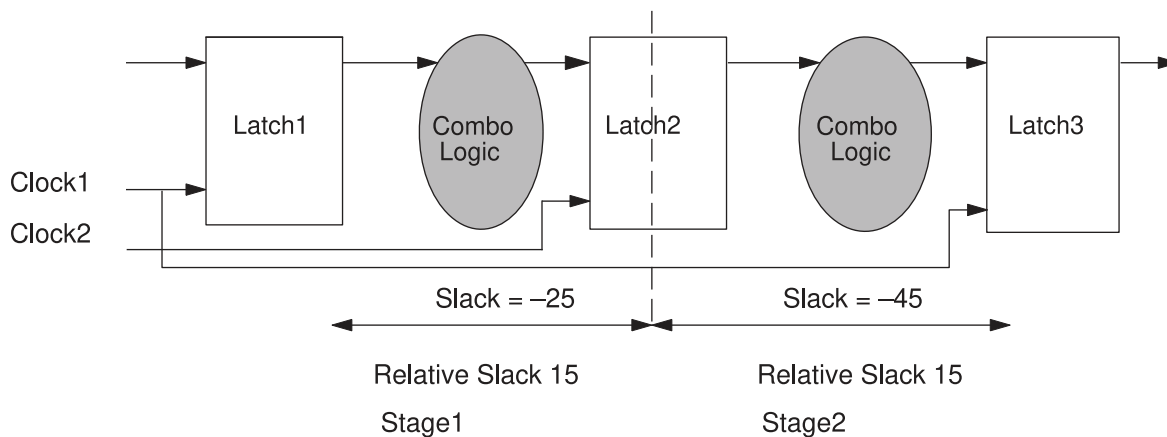 Latch1
Combo
Logic
Latch2
Combo
Logic
Latch3
Clock1
Clock2
Slack = –25
Slack = –45
Relative Slack 15
Relative Slack 15
Stage1
Stage2